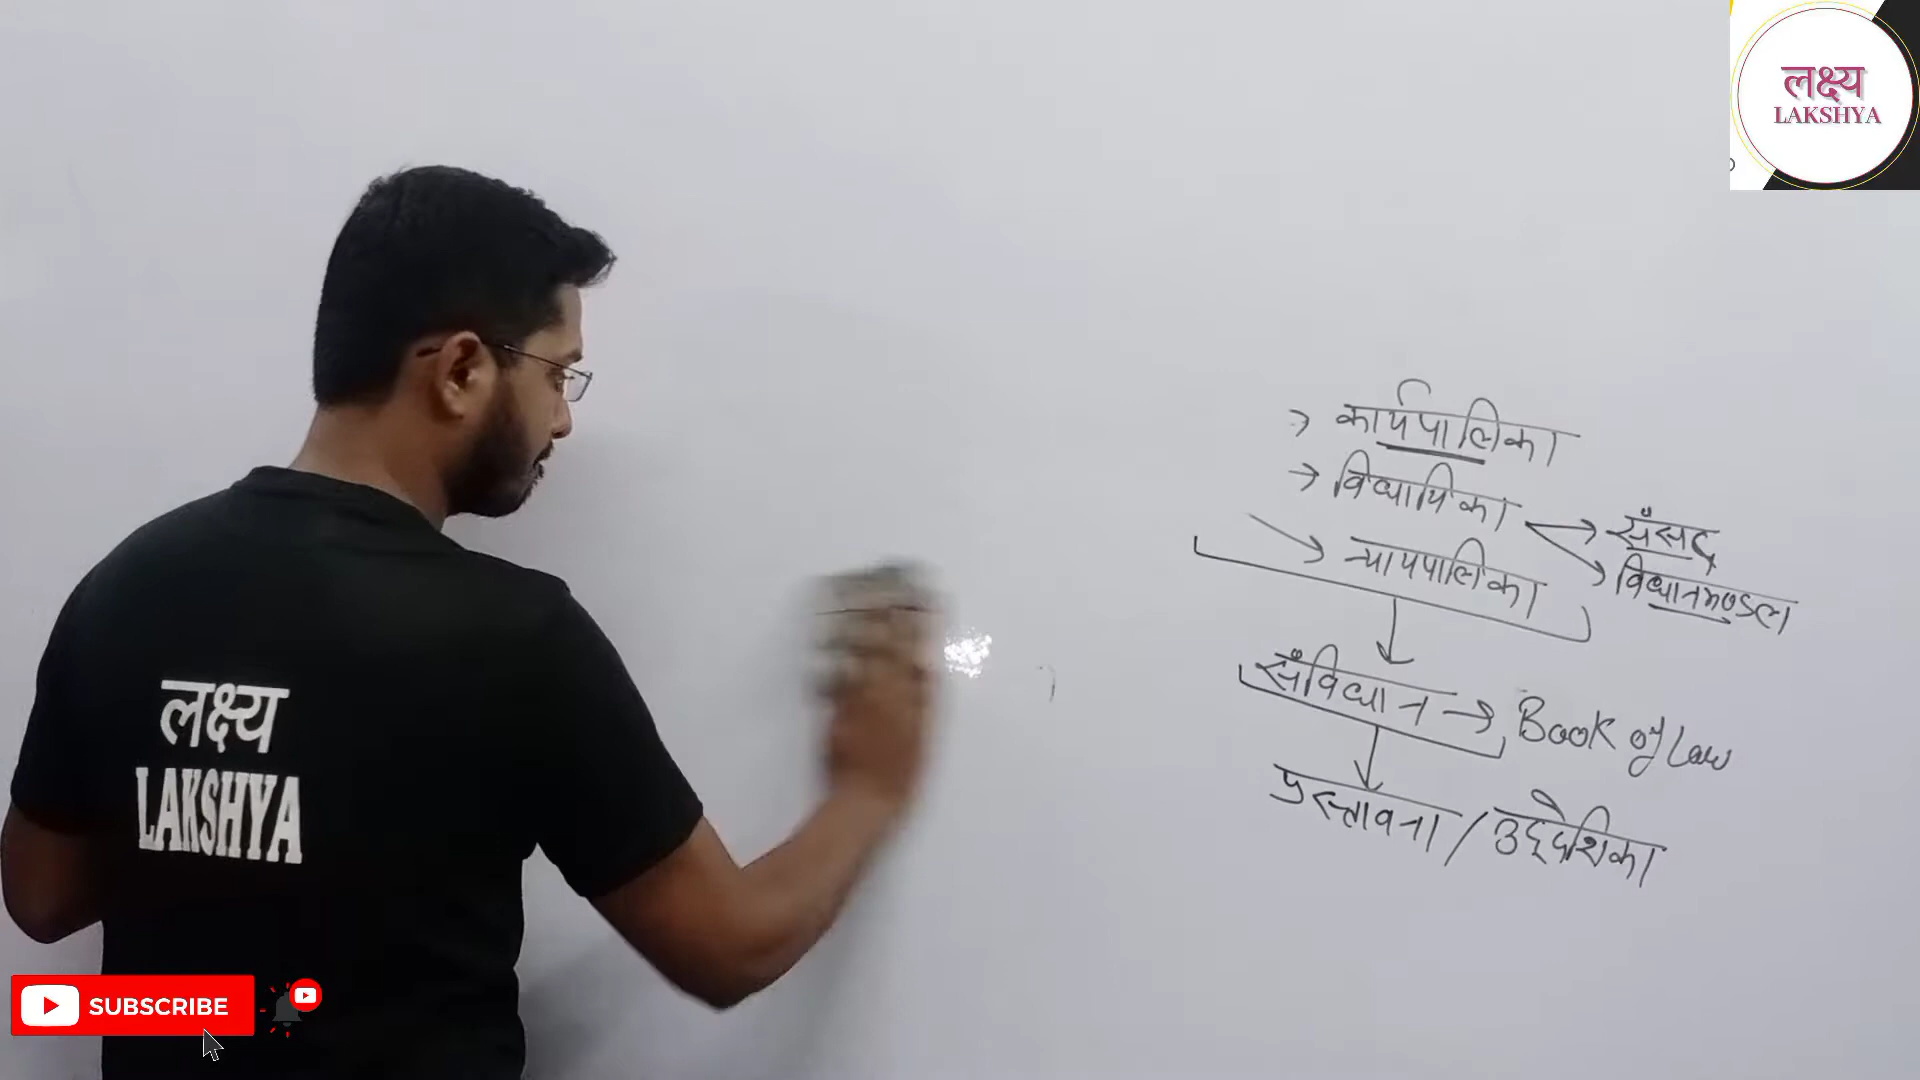 लक्ष्य
LAKSHYA
→ कार्यपालिका
→ विधायिका → संसद
→ विधानमण्डल
→ न्यायपालिका
संविधान → Book of Law
प्रस्तावना / उद्देशिका
लक्ष्य
LAKSHYA
SUBSCRIBE